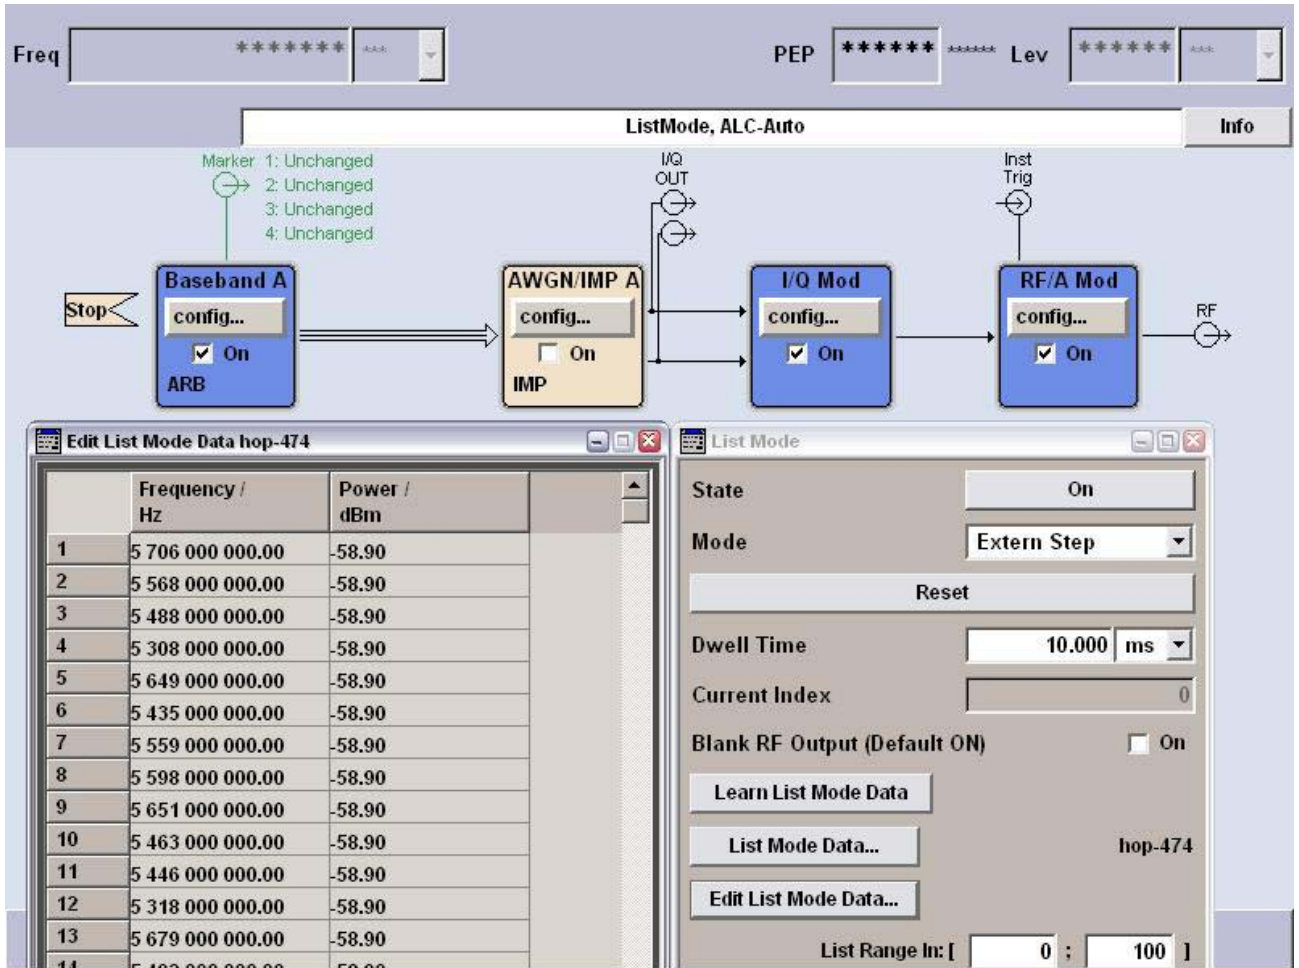 Freq ******* *** PEP ****** ****** Lev ****** ***
ListMode, ALC-Auto Info
Marker 1: Unchanged
2: Unchanged
3: Unchanged
4: Unchanged
I/Q
OUT
Inst
Trig
Stop
Baseband A
config...
On
ARB
AWGN/IMP A
config...
On
IMP
I/Q Mod
config...
On
RF/A Mod
config...
On
RF
Edit List Mode Data hop-474
Frequency / Power /
Hz dBm
1 5 706 000 000.00 -58.90
2 5 568 000 000.00 -58.90
3 5 488 000 000.00 -58.90
4 5 308 000 000.00 -58.90
5 5 649 000 000.00 -58.90
6 5 435 000 000.00 -58.90
7 5 559 000 000.00 -58.90
8 5 598 000 000.00 -58.90
9 5 651 000 000.00 -58.90
10 5 463 000 000.00 -58.90
11 5 446 000 000.00 -58.90
12 5 318 000 000.00 -58.90
13 5 679 000 000.00 -58.90
List Mode
State On
Mode Extern Step
Reset
Dwell Time 10.000 ms
Current Index 0
Blank RF Output (Default ON) On
Learn List Mode Data
List Mode Data... hop-474
Edit List Mode Data...
List Range In: [ 0 ; 100 ]